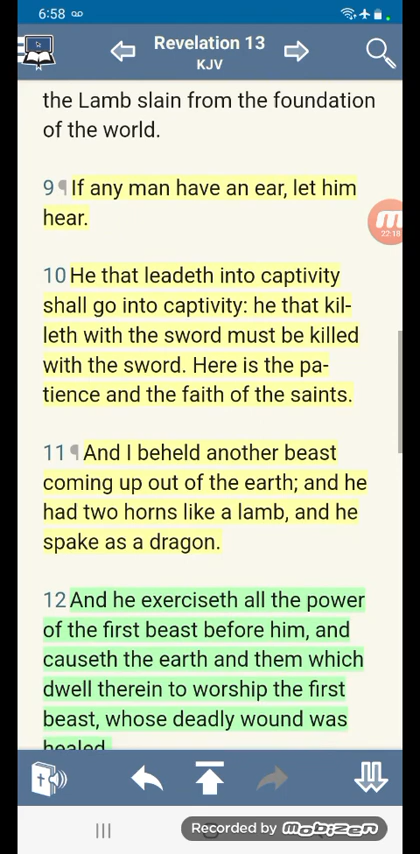 6:58
Revelation 13
KJV
the Lamb slain from the foundation
of the world.
9 ¶ If any man have an ear, let him
hear.
10 He that leadeth into captivity
shall go into captivity: he that kil-
leth with the sword must be killed
with the sword. Here is the pa-
tience and the faith of the saints.
11 ¶ And I beheld another beast
coming up out of the earth; and he
had two horns like a lamb, and he
spake as a dragon.
12 And he exerciseth all the power
of the first beast before him, and
causeth the earth and them which
dwell therein to worship the first
beast, whose deadly wound was
healed.
22:18
Recorded by mobizen